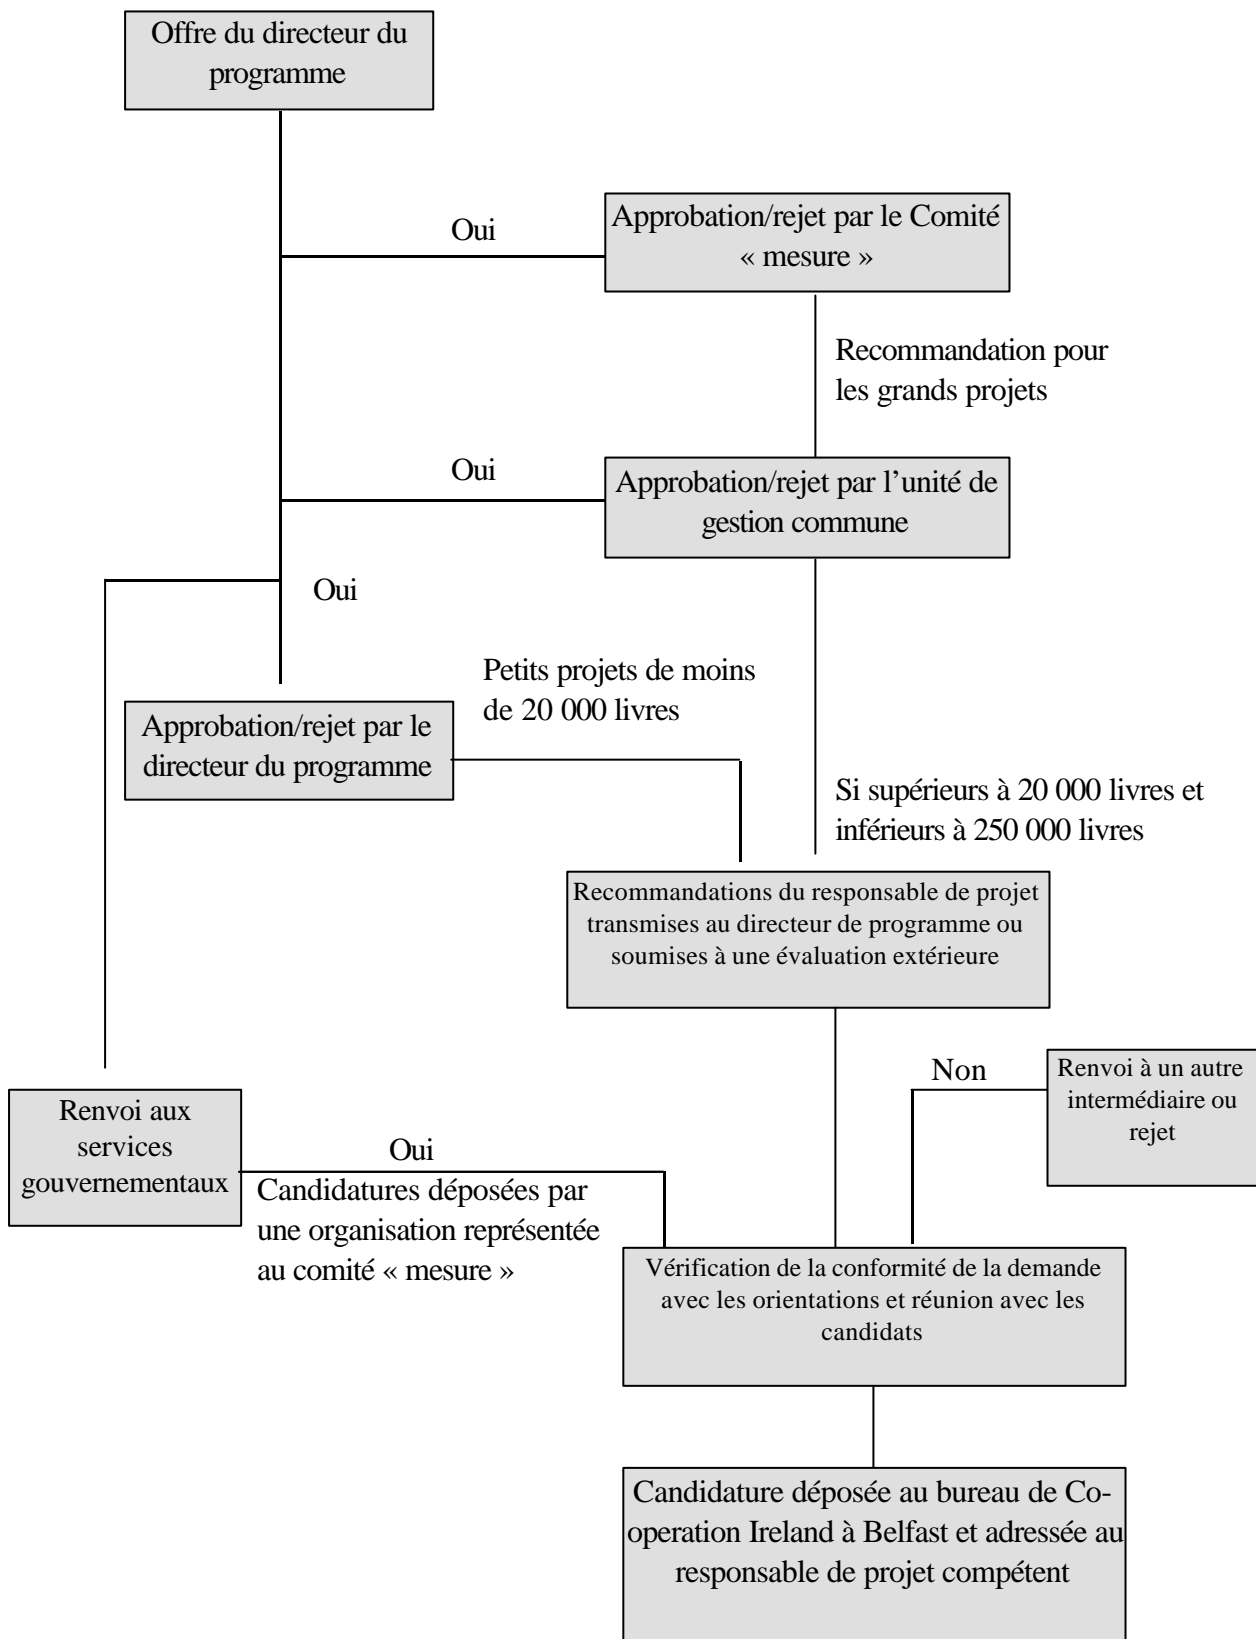 Offre du directeur du
programme
Oui
Approbation/rejet par le Comité
« mesure »
Recommandation pour
les grands projets
Oui
Approbation/rejet par l’unité de
gestion commune
Oui
Petits projets de moins
de 20 000 livres
Approbation/rejet par le
directeur du programme
Si supérieurs à 20 000 livres et
inférieurs à 250 000 livres
Recommandations du responsable de projet
transmises au directeur de programme ou
soumises à une évaluation extérieure
Non
Renvoi à un autre
intermédiaire ou
rejet
Renvoi aux
services
gouvernementaux
Oui
Candidatures déposées par
une organisation représentée
au comité « mesure »
Vérification de la conformité de la demande
avec les orientations et réunion avec les
candidats
Candidature déposée au bureau de Co-
operation Ireland à Belfast et adressée au
responsable de projet compétent